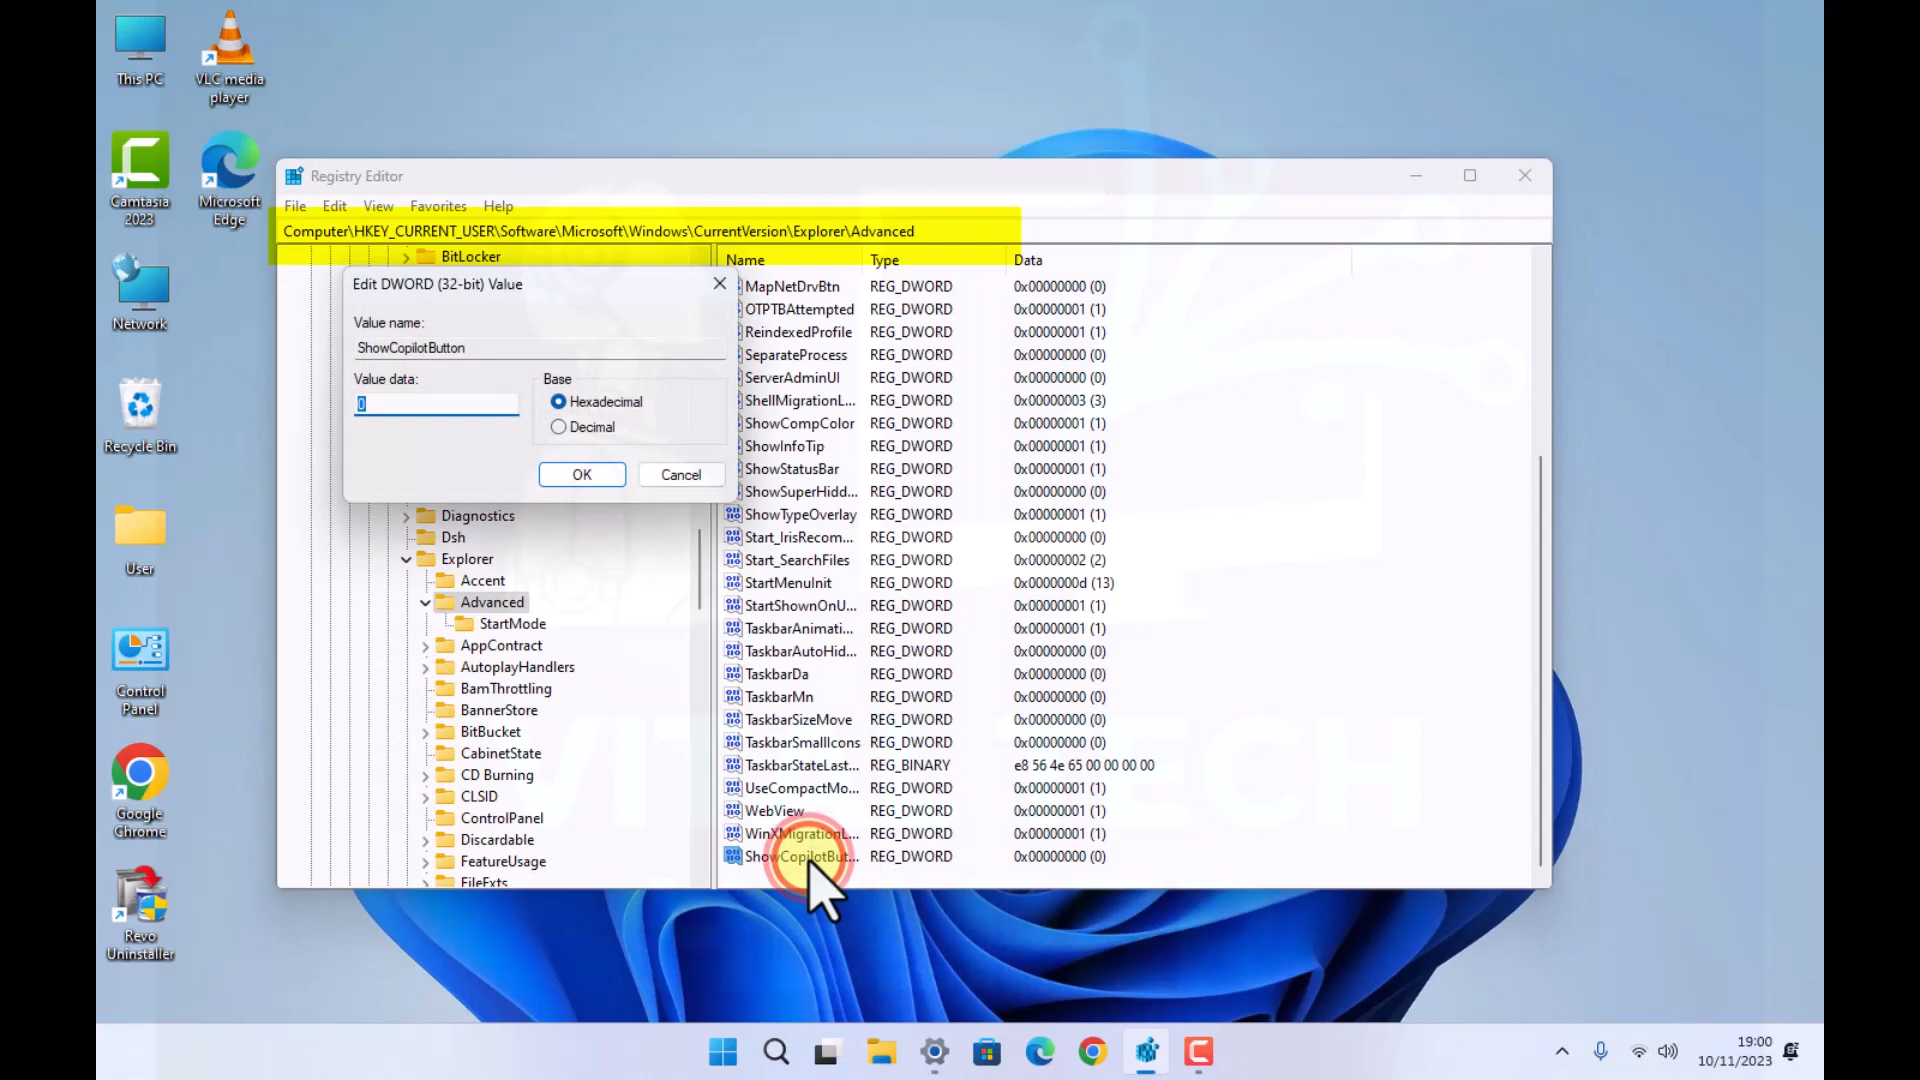 This PC
VLC media
player
Camtasia
2023
Microsoft
Edge
Network
Recycle Bin
User
Control
Panel
Google
Chrome
Revo
Uninstaller
Registry Editor
File Edit View Favorites Help
Computer\HKEY_CURRENT_USER\Software\Microsoft\Windows\CurrentVersion\Explorer\Advanced
BitLocker
Edit DWORD (32-bit) Value
Value name:
ShowCopilotButton
Value data:
0
Base
Hexadecimal
Decimal
OK Cancel
Diagnostics
Dsh
Explorer
Accent
Advanced
StartMode
AppContract
AutoplayHandlers
BamThrottling
BannerStore
BitBucket
CabinetState
CD Burning
CLSID
ControlPanel
Discardable
FeatureUsage
FileExts
Name Type Data
MapNetDrvBtn REG_DWORD 0x00000000 (0)
OTPTBAttempted REG_DWORD 0x00000001 (1)
ReindexedProfile REG_DWORD 0x00000001 (1)
SeparateProcess REG_DWORD 0x00000000 (0)
ServerAdminUI REG_DWORD 0x00000000 (0)
ShellMigrationL... REG_DWORD 0x00000003 (3)
ShowCompColor REG_DWORD 0x00000001 (1)
ShowInfoTip REG_DWORD 0x00000001 (1)
ShowStatusBar REG_DWORD 0x00000001 (1)
ShowSuperHidd... REG_DWORD 0x00000000 (0)
ShowTypeOverlay REG_DWORD 0x00000001 (1)
Start_IrisRecom... REG_DWORD 0x00000000 (0)
Start_SearchFiles REG_DWORD 0x00000002 (2)
StartMenuInit REG_DWORD 0x0000000d (13)
StartShownOnU... REG_DWORD 0x00000001 (1)
TaskbarAnimati... REG_DWORD 0x00000001 (1)
TaskbarAutoHid... REG_DWORD 0x00000000 (0)
TaskbarDa REG_DWORD 0x00000000 (0)
TaskbarMn REG_DWORD 0x00000000 (0)
TaskbarSizeMove REG_DWORD 0x00000000 (0)
TaskbarSmallIcons REG_DWORD 0x00000000 (0)
TaskbarStateLast... REG_BINARY e8 56 4e 65 00 00 00 00
UseCompactMo... REG_DWORD 0x00000001 (1)
WebView REG_DWORD 0x00000001 (1)
WinXMigrationL... REG_DWORD 0x00000001 (1)
ShowCopilotBut... REG_DWORD 0x00000000 (0)
TECH
19:00
10/11/2023